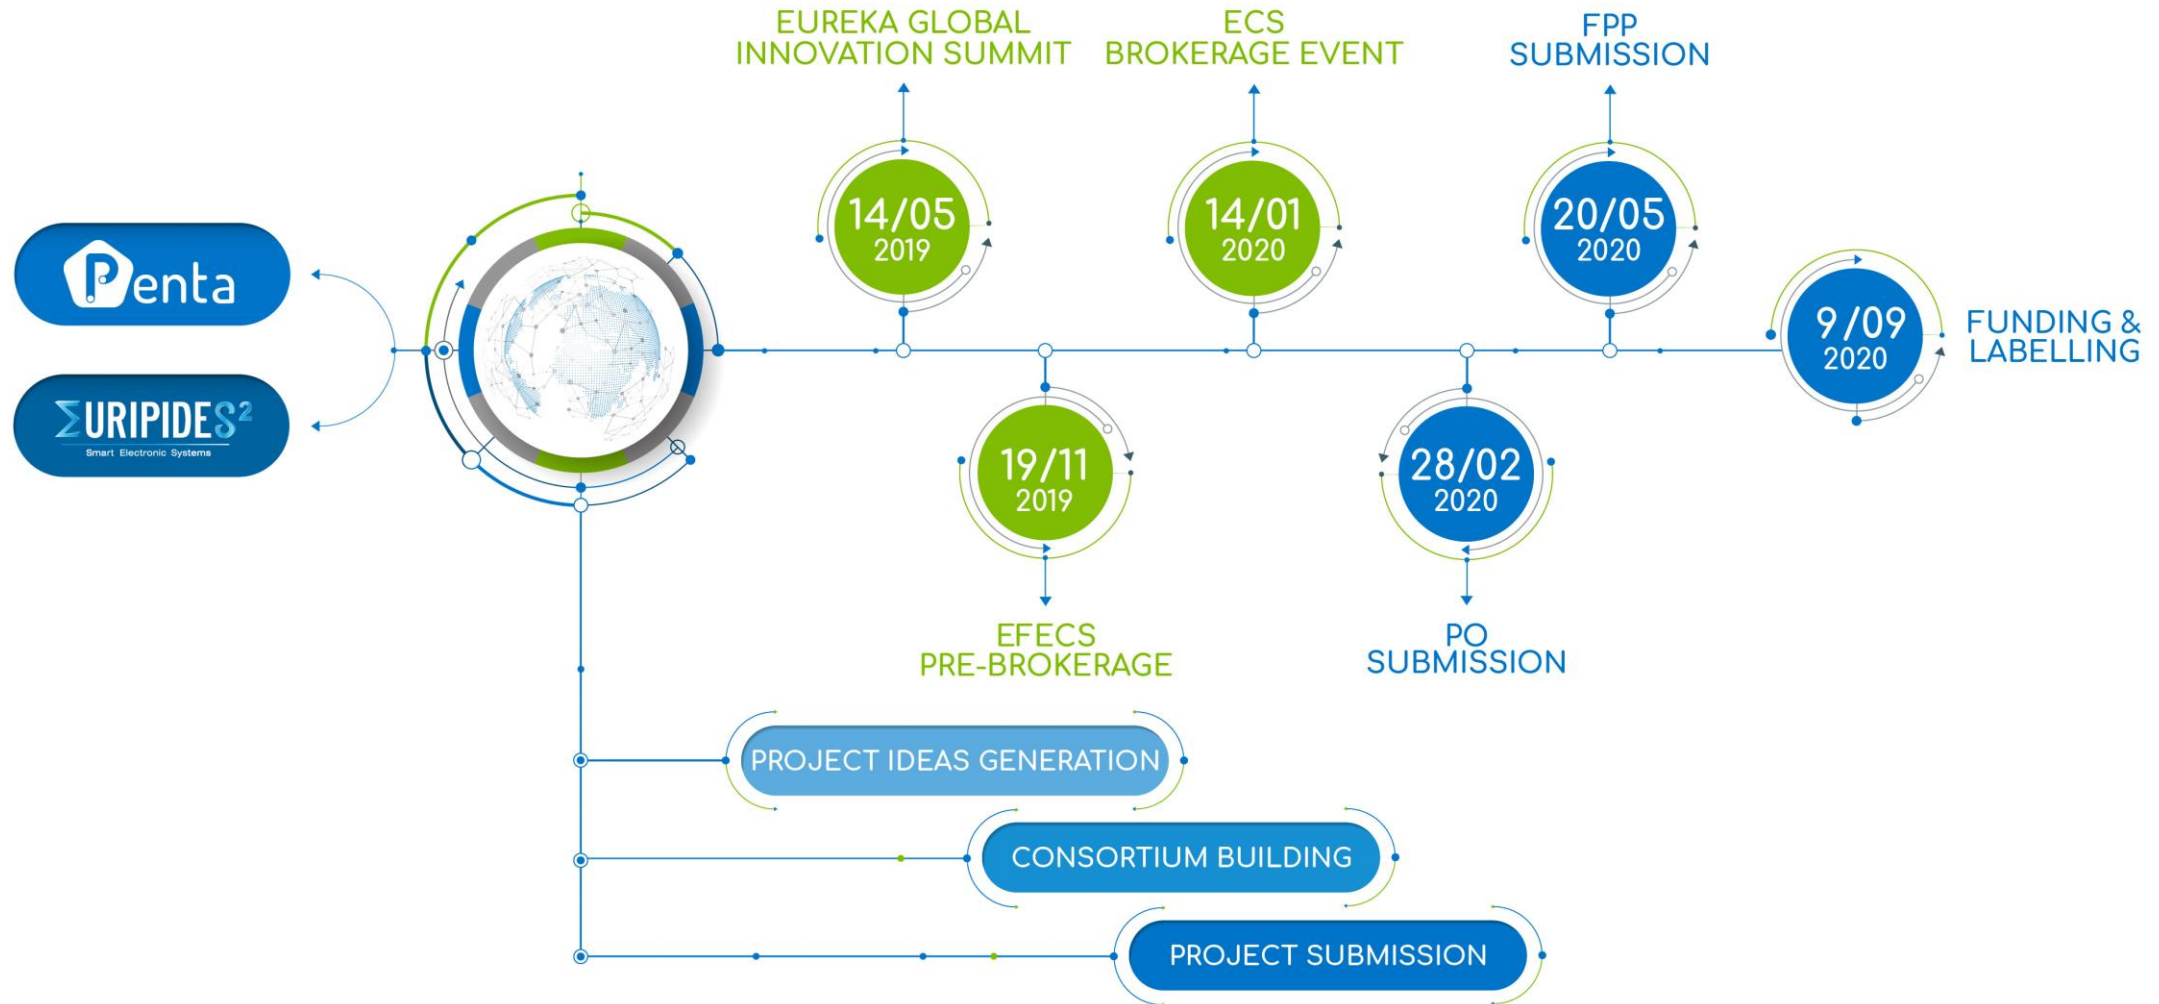 EUREKA GLOBAL
INNOVATION SUMMIT
ECS
BROKERAGE EVENT
FPP
SUBMISSION
14/05
2019
14/01
2020
20/05
2020
Penta
ΣURIPIDES²
Smart Electronic Systems
9/09
2020
FUNDING &
LABELLING
19/11
2019
28/02
2020
EFECS
PRE-BROKERAGE
PO
SUBMISSION
PROJECT IDEAS GENERATION
CONSORTIUM BUILDING
PROJECT SUBMISSION